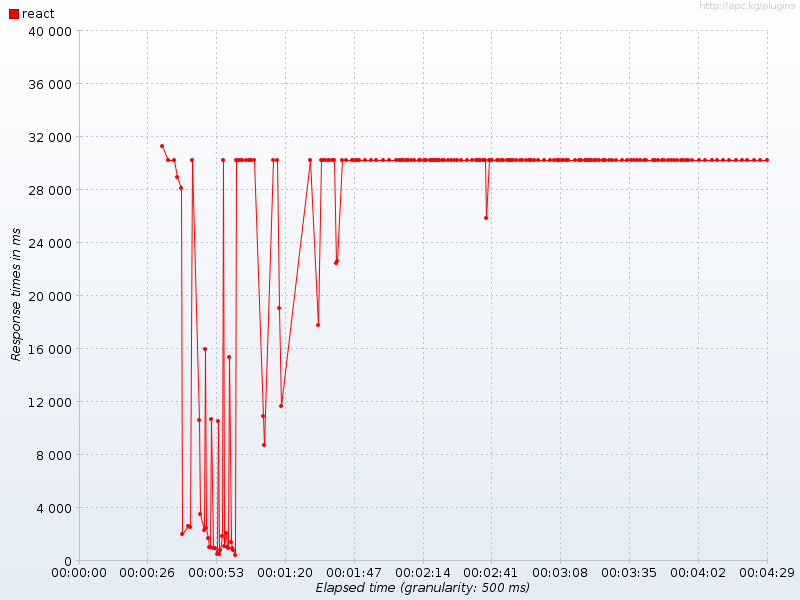 http://apc.kg/plugins
react
40 000
36 000
32 000
28 000
24 000
20 000
16 000
12 000
8 000
4 000
0
Response times in ms
00:00:00 00:00:26 00:00:53 00:01:20 00:01:47 00:02:14 00:02:41 00:03:08 00:03:35 00:04:02 00:04:29
Elapsed time (granularity: 500 ms)